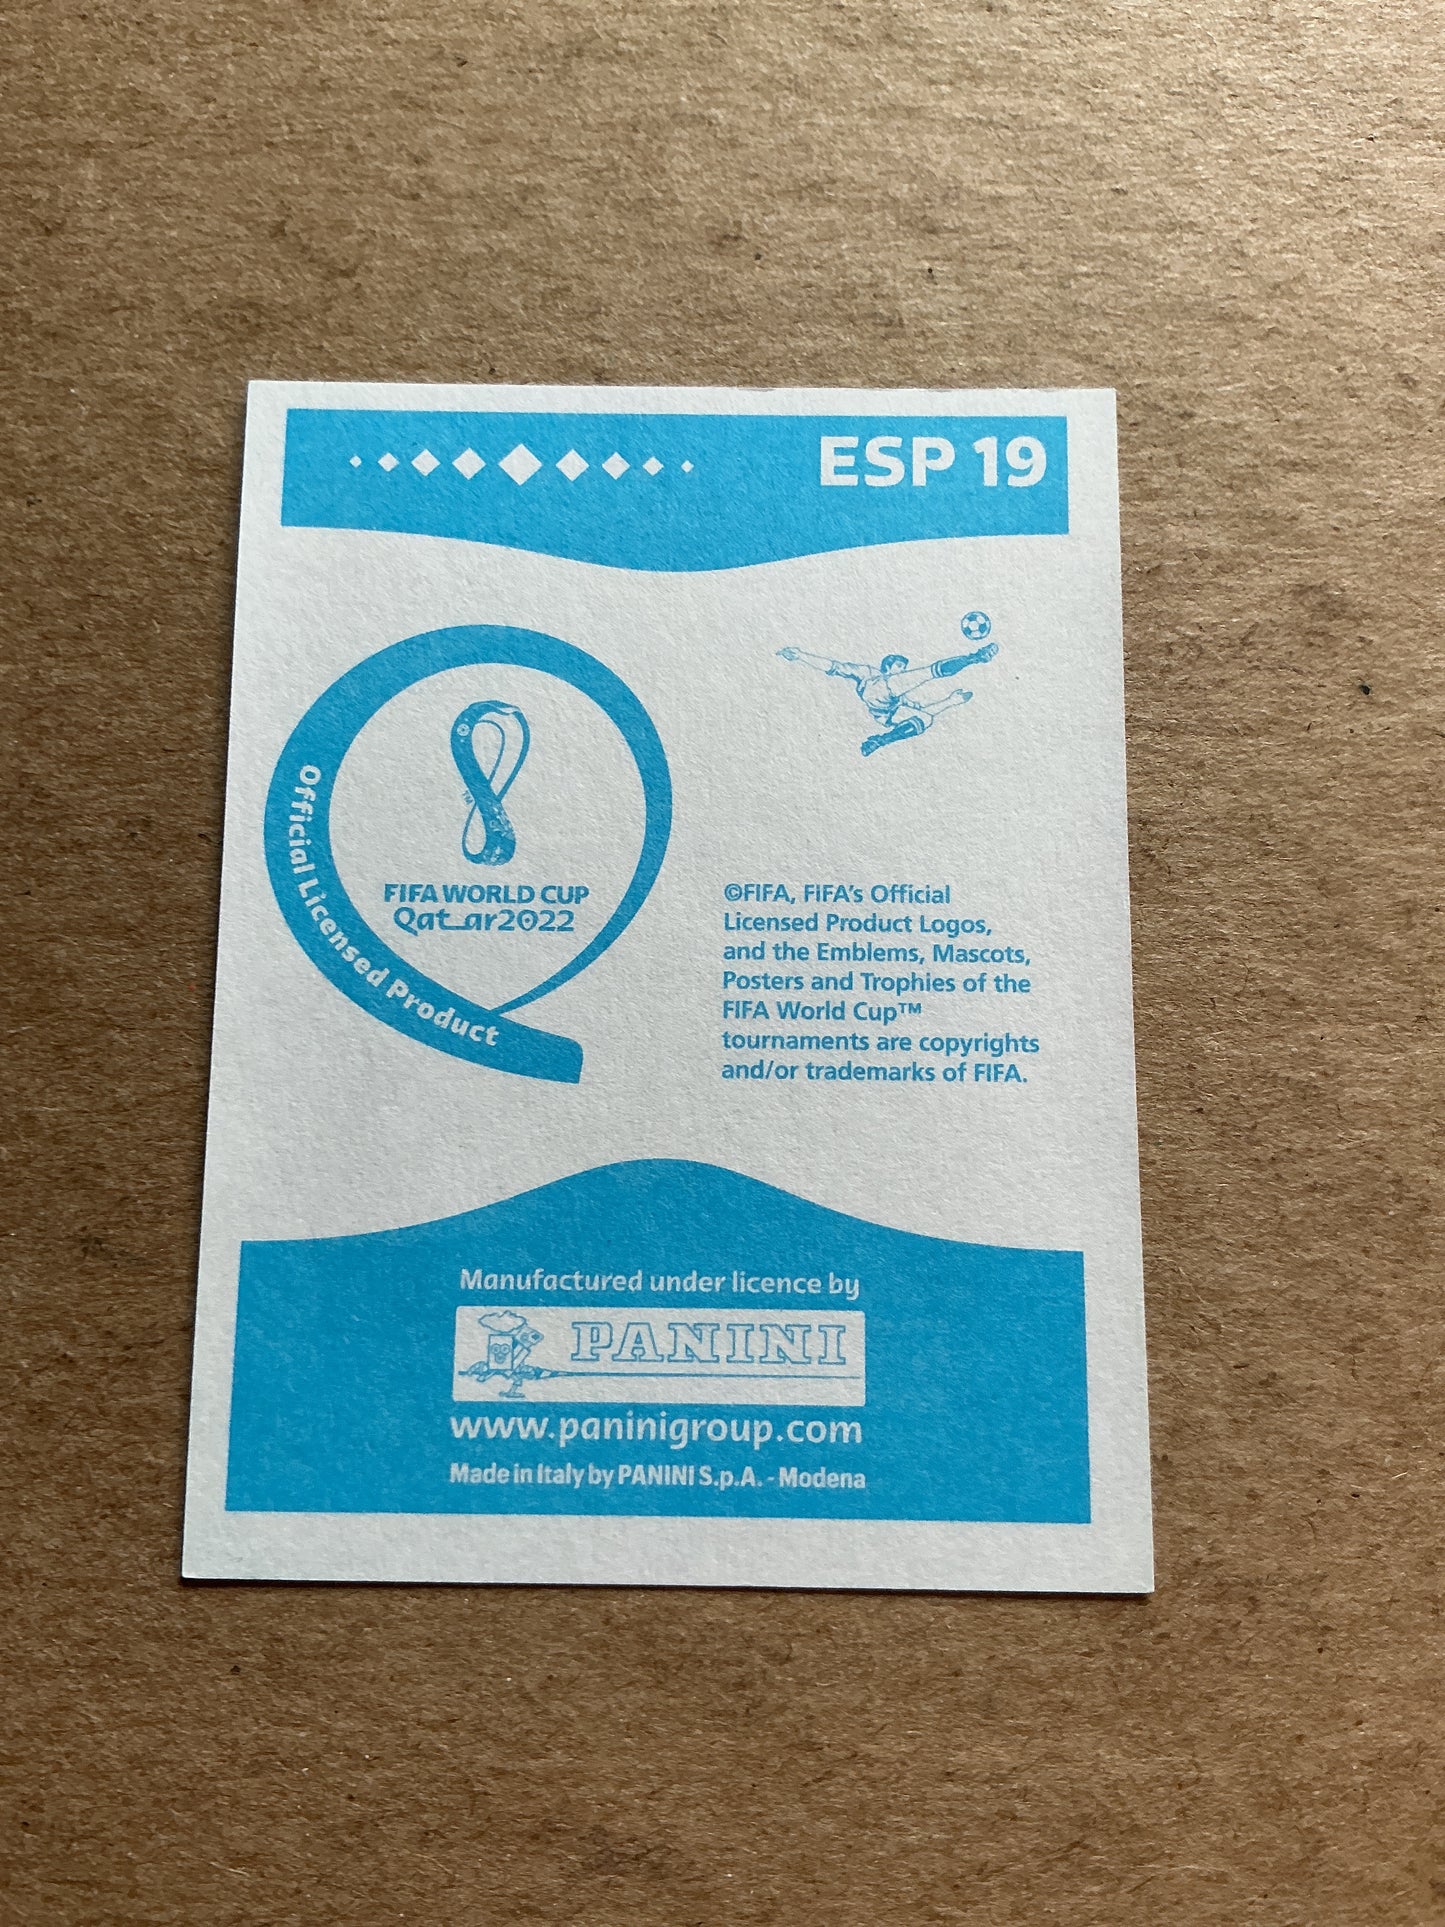 ESP 19
Official Licensed Product
TM
FIFA WORLD CUP
Qatar2022
©FIFA, FIFA's Official
Licensed Product Logos,
and the Emblems, Mascots,
Posters and Trophies of the
FIFA World Cup™
tournaments are copyrights
and/or trademarks of FIFA.
Manufactured under licence by
PANINI
www.paninigroup.com
Made in Italy by PANINI S.p.A. - Modena